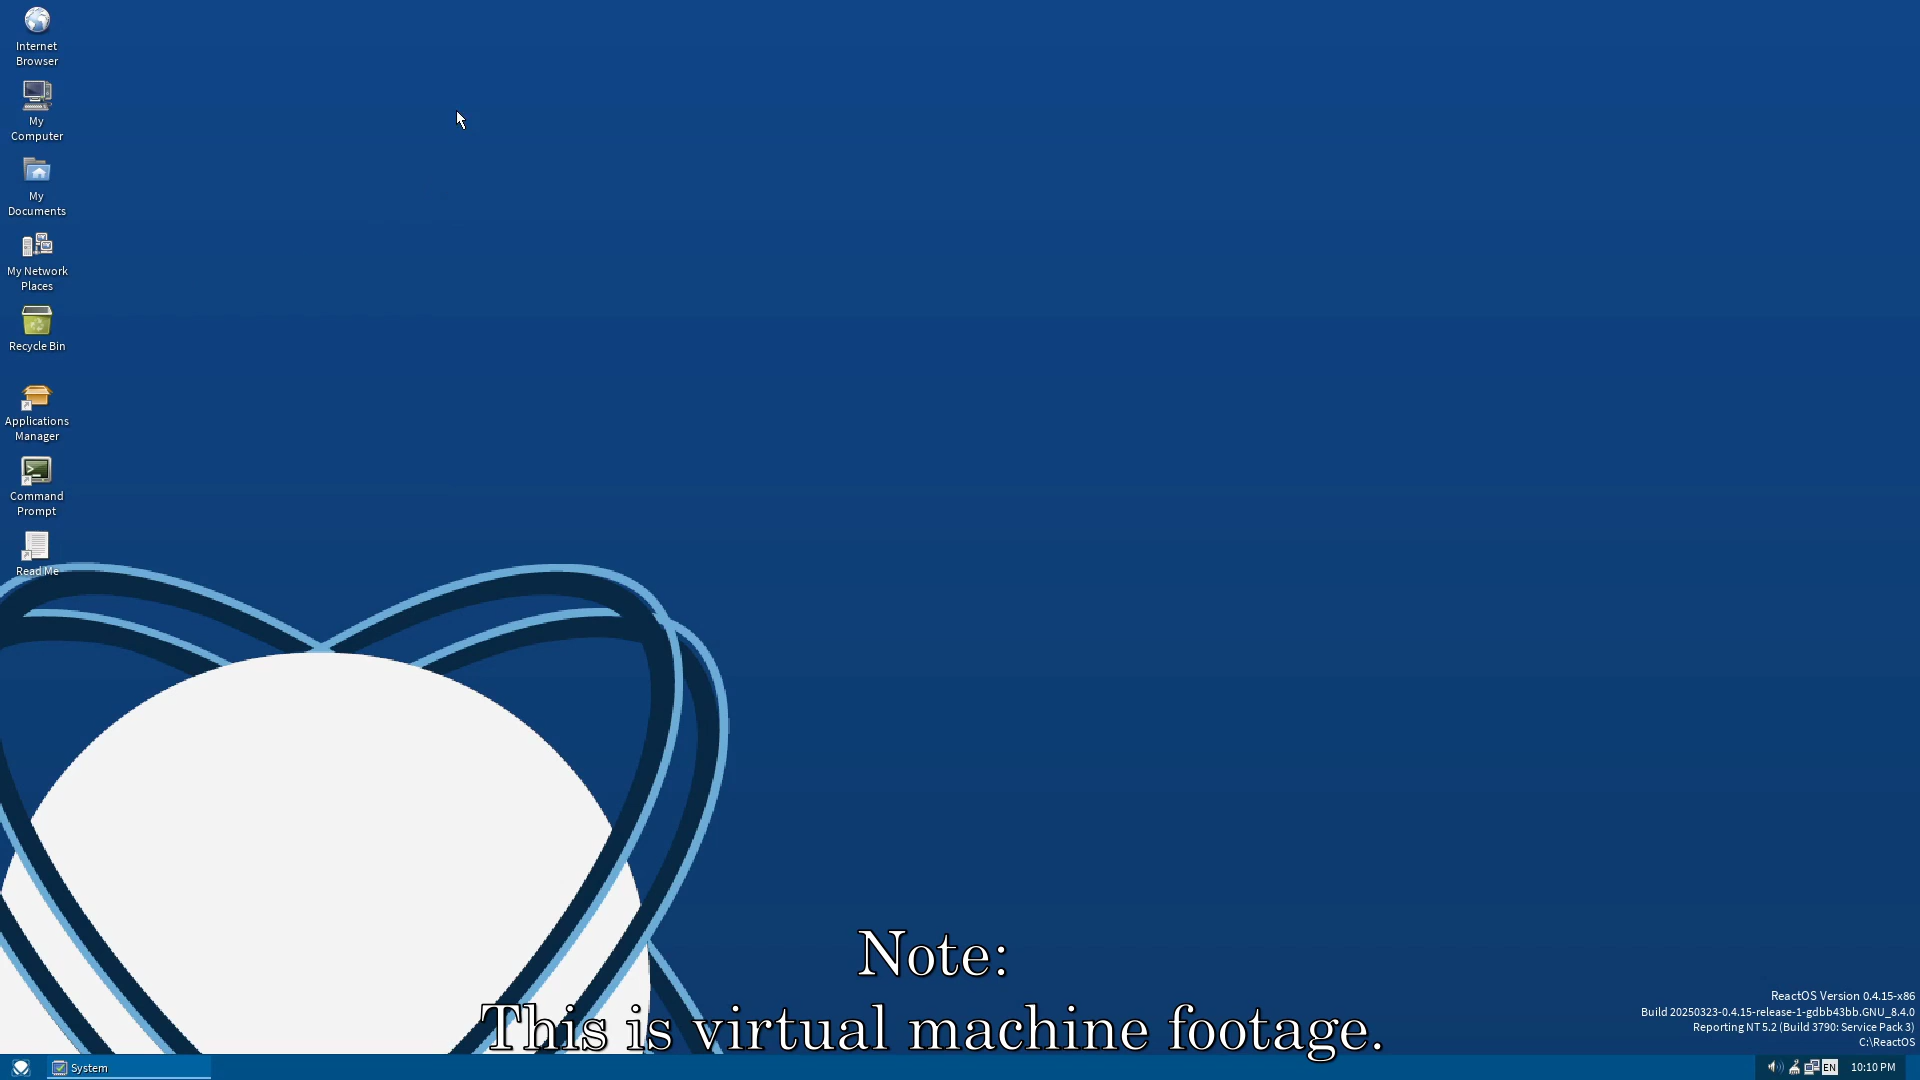 Internet
Browser
My
Computer
My
Documents
My Network
Places
Recycle Bin
Applications
Manager
Command
Prompt
Read Me
Note:
This is virtual machine footage.
ReactOS Version 0.4.15-x86
Build 20250323-0.4.15-release-1-gdbb43bb.GNU_8.4.0
Reporting NT 5.2 (Build 3790: Service Pack 3)
C:\ReactOS
System
EN
10:10 PM